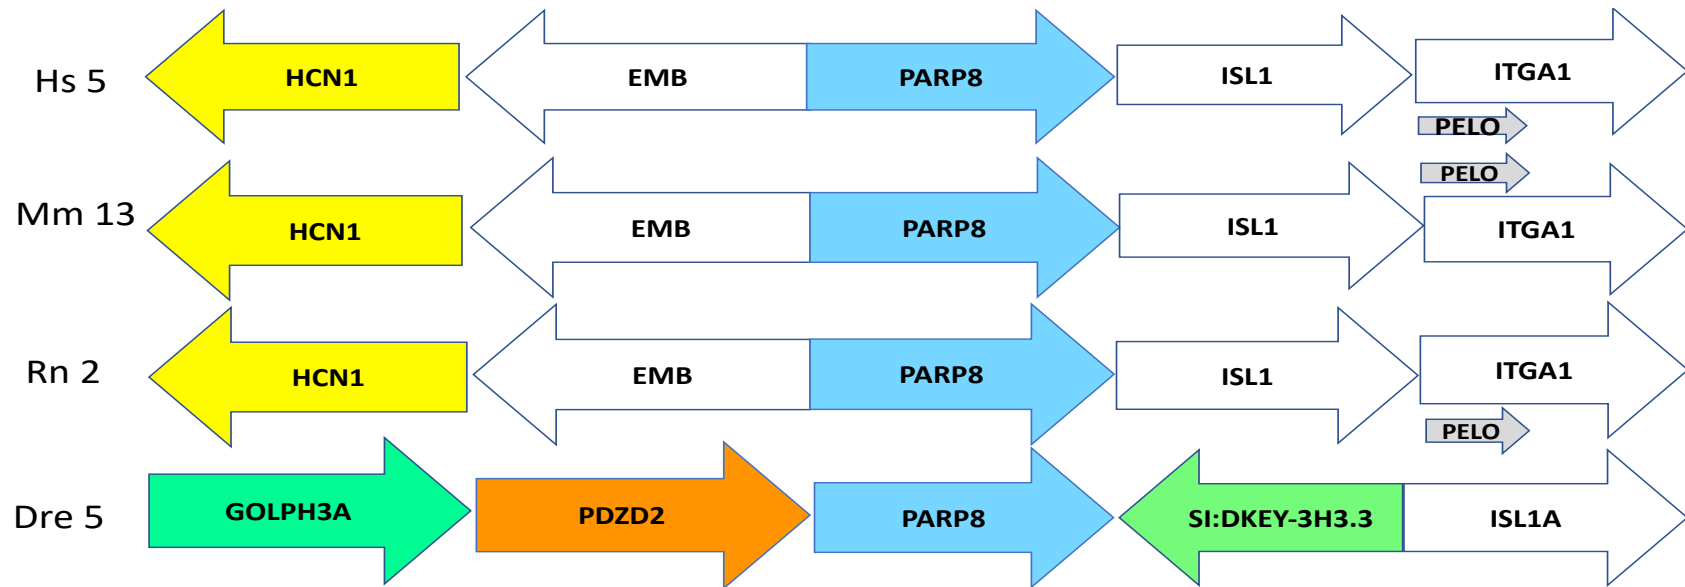 Hs 5
HCN1
EMB
PARP8
ISL1
ITGA1
PELO
PELO
Mm 13
HCN1
EMB
PARP8
ISL1
ITGA1
Rn 2
HCN1
EMB
PARP8
ISL1
ITGA1
PELO
Dre 5
GOLPH3A
PDZD2
PARP8
SI:DKEY-3H3.3
ISL1A